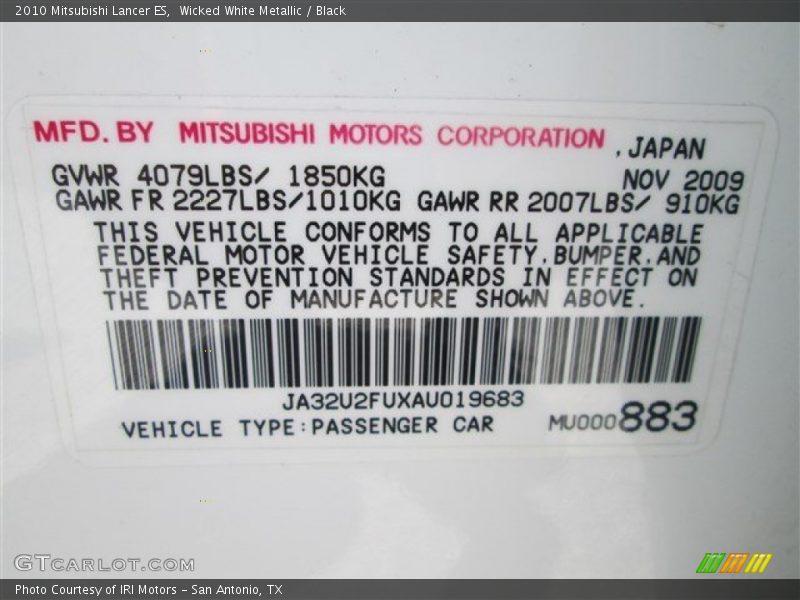 2010 Mitsubishi Lancer ES,  Wicked White Metallic / Black
MFD. BY MITSUBISHI MOTORS CORPORATION , JAPAN
GVWR 4079LBS/ 1850KG NOV 2009
GAWR FR 2227LBS/1010KG GAWR RR 2007LBS/ 910KG
THIS VEHICLE CONFORMS TO ALL APPLICABLE
FEDERAL MOTOR VEHICLE SAFETY,BUMPER,AND
THEFT PREVENTION STANDARDS IN EFFECT ON
THE DATE OF MANUFACTURE SHOWN ABOVE.
JA32U2FUXAU019683
VEHICLE TYPE:PASSENGER CAR MU000883
GTCARLOT.COM
Photo Courtesy of IRI Motors - San Antonio, TX